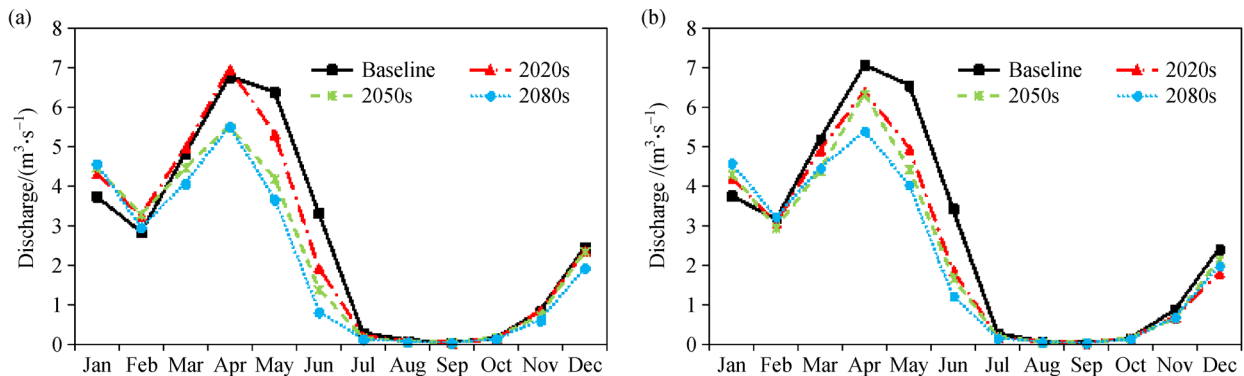 (a)
Discharge/(m³·s⁻¹)
8
7
6
5
4
3
2
1
0
Baseline
2020s
2050s
2080s
Jan Feb Mar Apr May Jun Jul Aug Sep Oct Nov Dec
(b)
Discharge /(m³·s⁻¹)
8
7
6
5
4
3
2
1
0
Baseline
2020s
2050s
2080s
Jan Feb Mar Apr May Jun Jul Aug Sep Oct Nov Dec